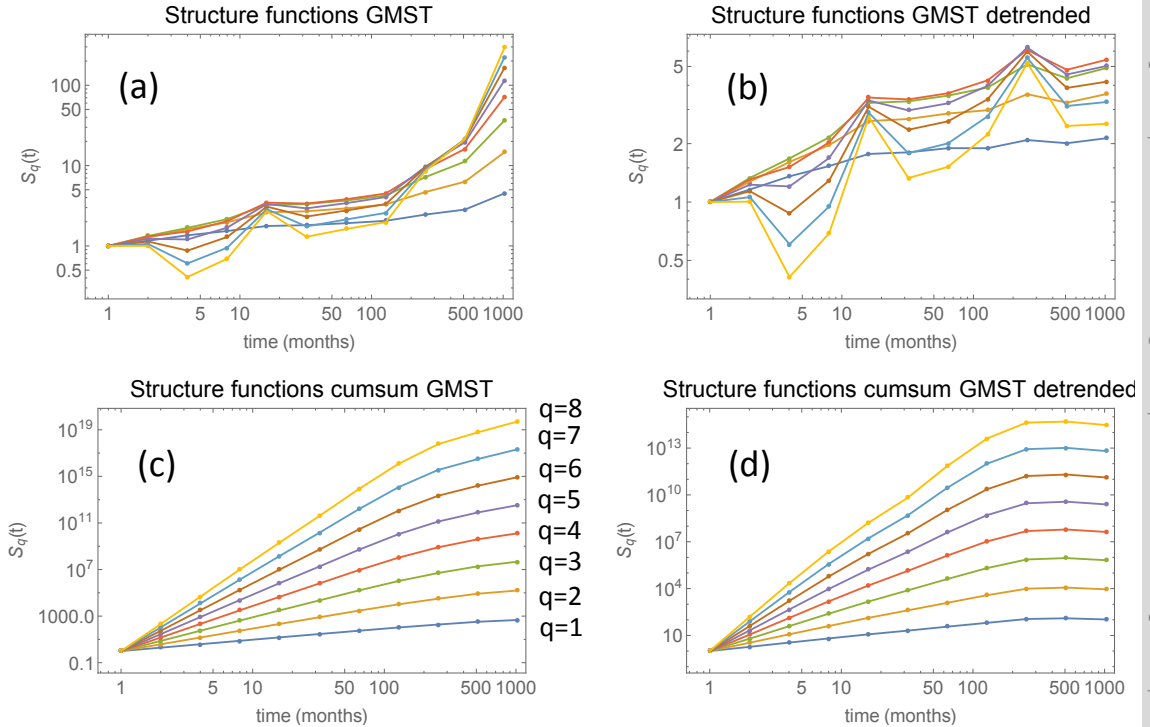 Structure functions GMST
(a)
100
50
10
5
1
0.5
S_q(t)
1 5 10 50 100 500 1000
time (months)
Structure functions GMST detrended
(b)
5
2
1
0.5
S_q(t)
1 5 10 50 100 500 1000
time (months)
Structure functions cumsum GMST
(c)
10^19
10^15
10^11
10^7
1000.0
0.1
S_q(t)
1 5 10 50 100 500 1000
time (months)
q=8
q=7
q=6
q=5
q=4
q=3
q=2
q=1
Structure functions cumsum GMST detrended
(d)
10^13
10^10
10^7
10^4
10
S_q(t)
1 5 10 50 100 500 1000
time (months)